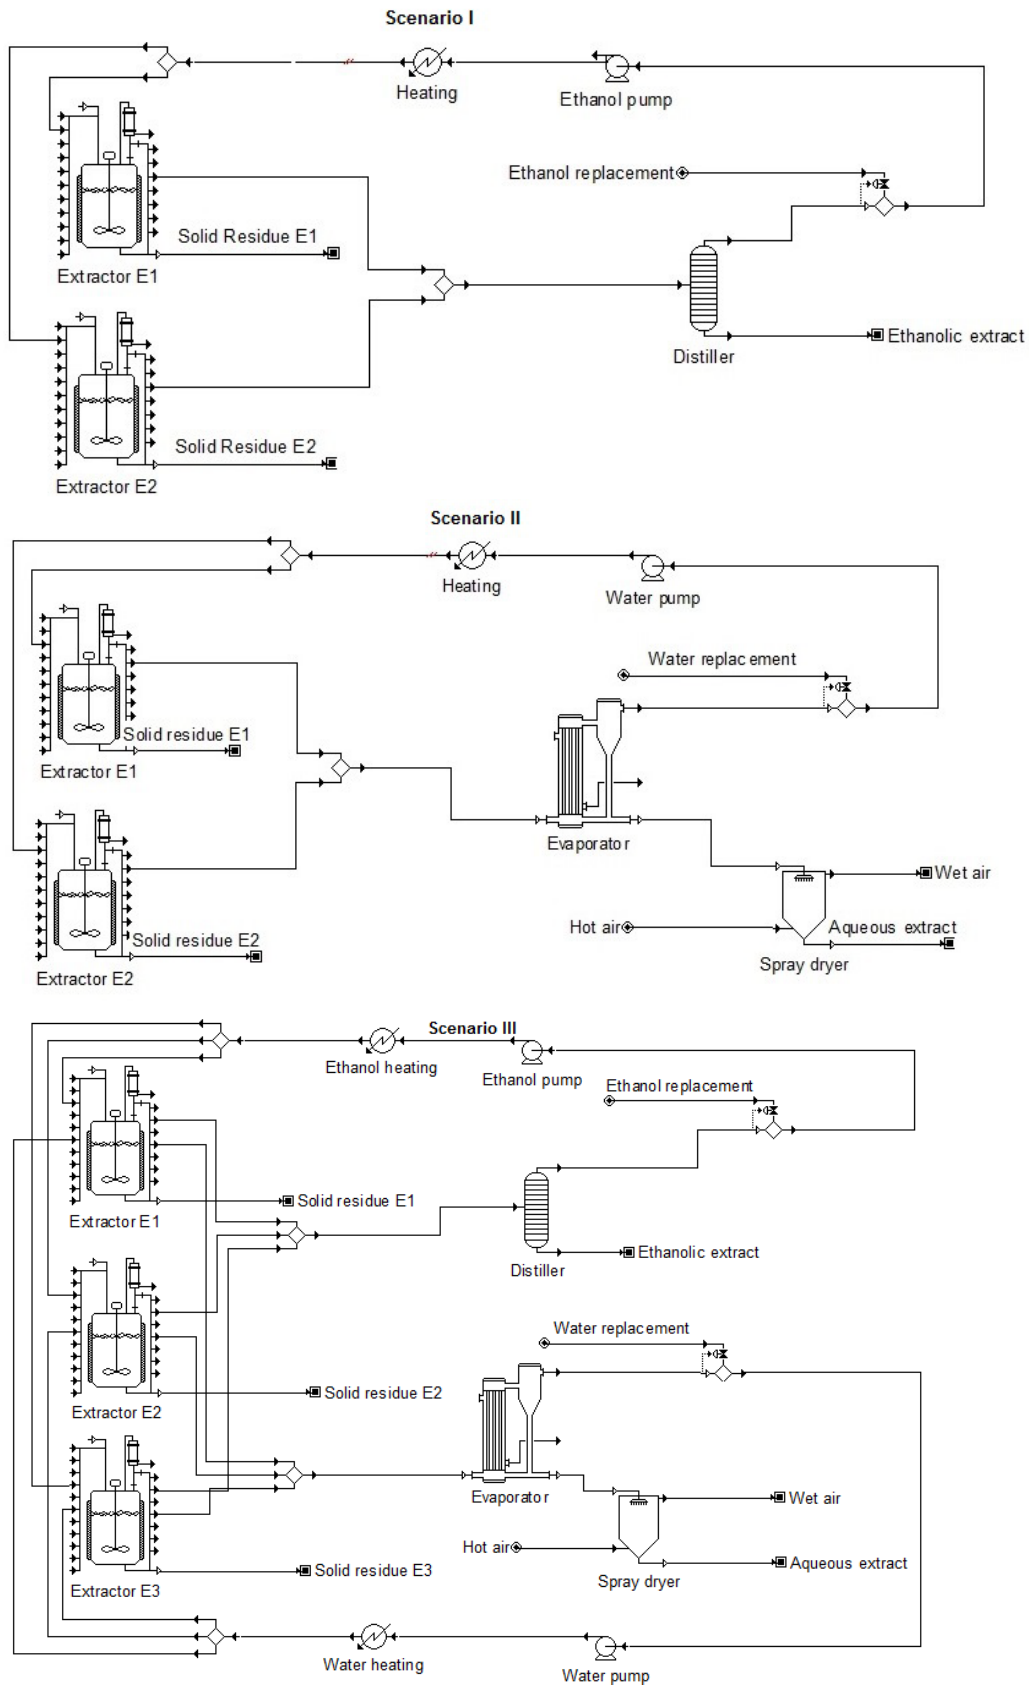 Scenario I
Heating
Ethanol pump
Ethanol replacement
Solid Residue E1
Extractor E1
Distiller
Ethanolic extract
Solid Residue E2
Extractor E2
Scenario II
Heating
Water pump
Water replacement
Solid residue E1
Extractor E1
Evaporator
Wet air
Hot air
Aqueous extract
Solid residue E2
Spray dryer
Extractor E2
Scenario III
Ethanol heating
Ethanol pump
Ethanol replacement
Solid residue E1
Extractor E1
Ethanolic extract
Distiller
Water replacement
Solid residue E2
Extractor E2
Evaporator
Wet air
Hot air
Aqueous extract
Solid residue E3
Spray dryer
Extractor E3
Water heating
Water pump